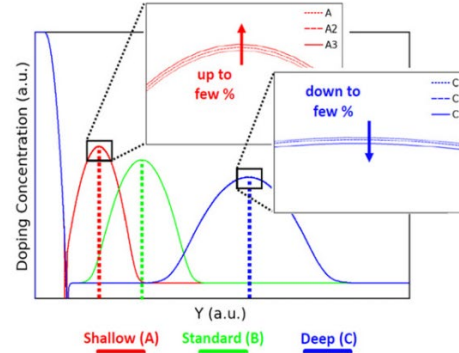 A
A2
A3
up to
few %
C
C
C
down to
few %
Doping Concentration (a.u.)
Y (a.u.)
Shallow (A)
Standard (B)
Deep (C)